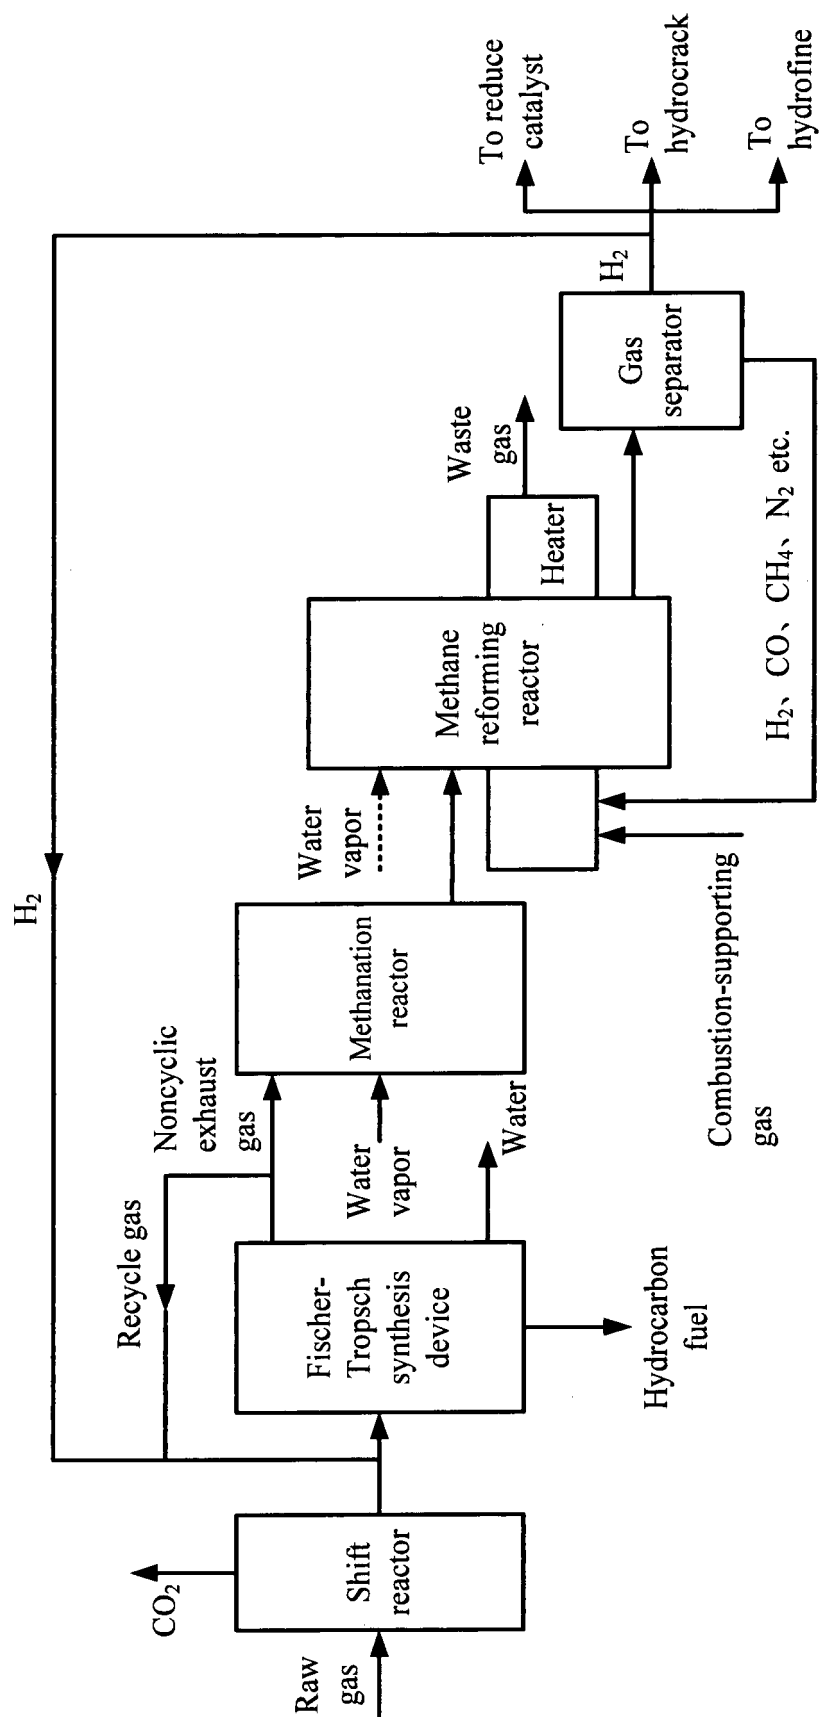 Raw
gas
CO₂
Shift
reactor
H₂
Recycle gas
Fischer-
Tropsch
synthesis
device
Hydrocarbon
fuel
Noncyclic
exhaust
gas
Water
vapor
Water
Methanation
reactor
Water
vapor
Combustion-supporting
gas
Methane
reforming
reactor
Heater
Waste
gas
Gas
separator
H₂、CO、CH₄、N₂ etc.
H₂
To reduce
catalyst
To
hydrocrack
To
hydrofine